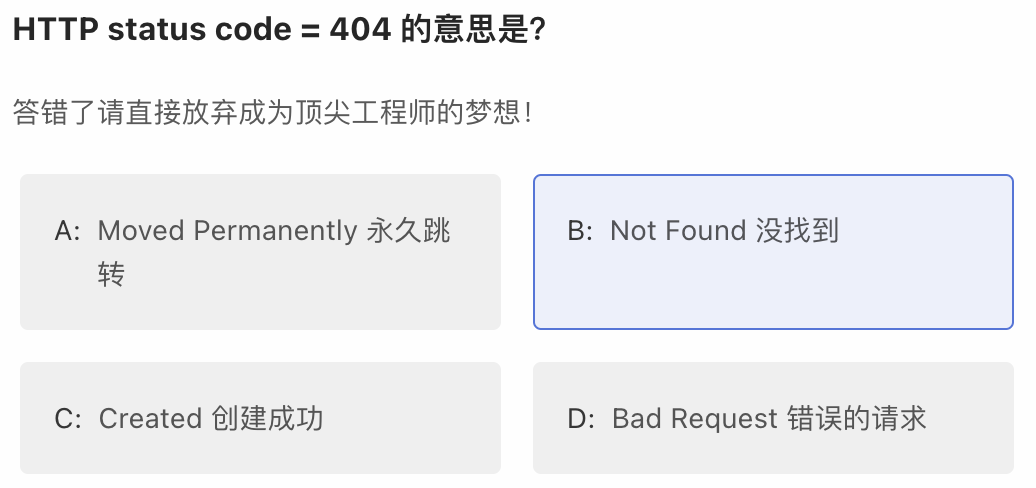 HTTP status code = 404 的意思是?
答错了请直接放弃成为顶尖工程师的梦想！
A: Moved Permanently 永久跳
转
B: Not Found 没找到
C: Created 创建成功
D: Bad Request 错误的请求